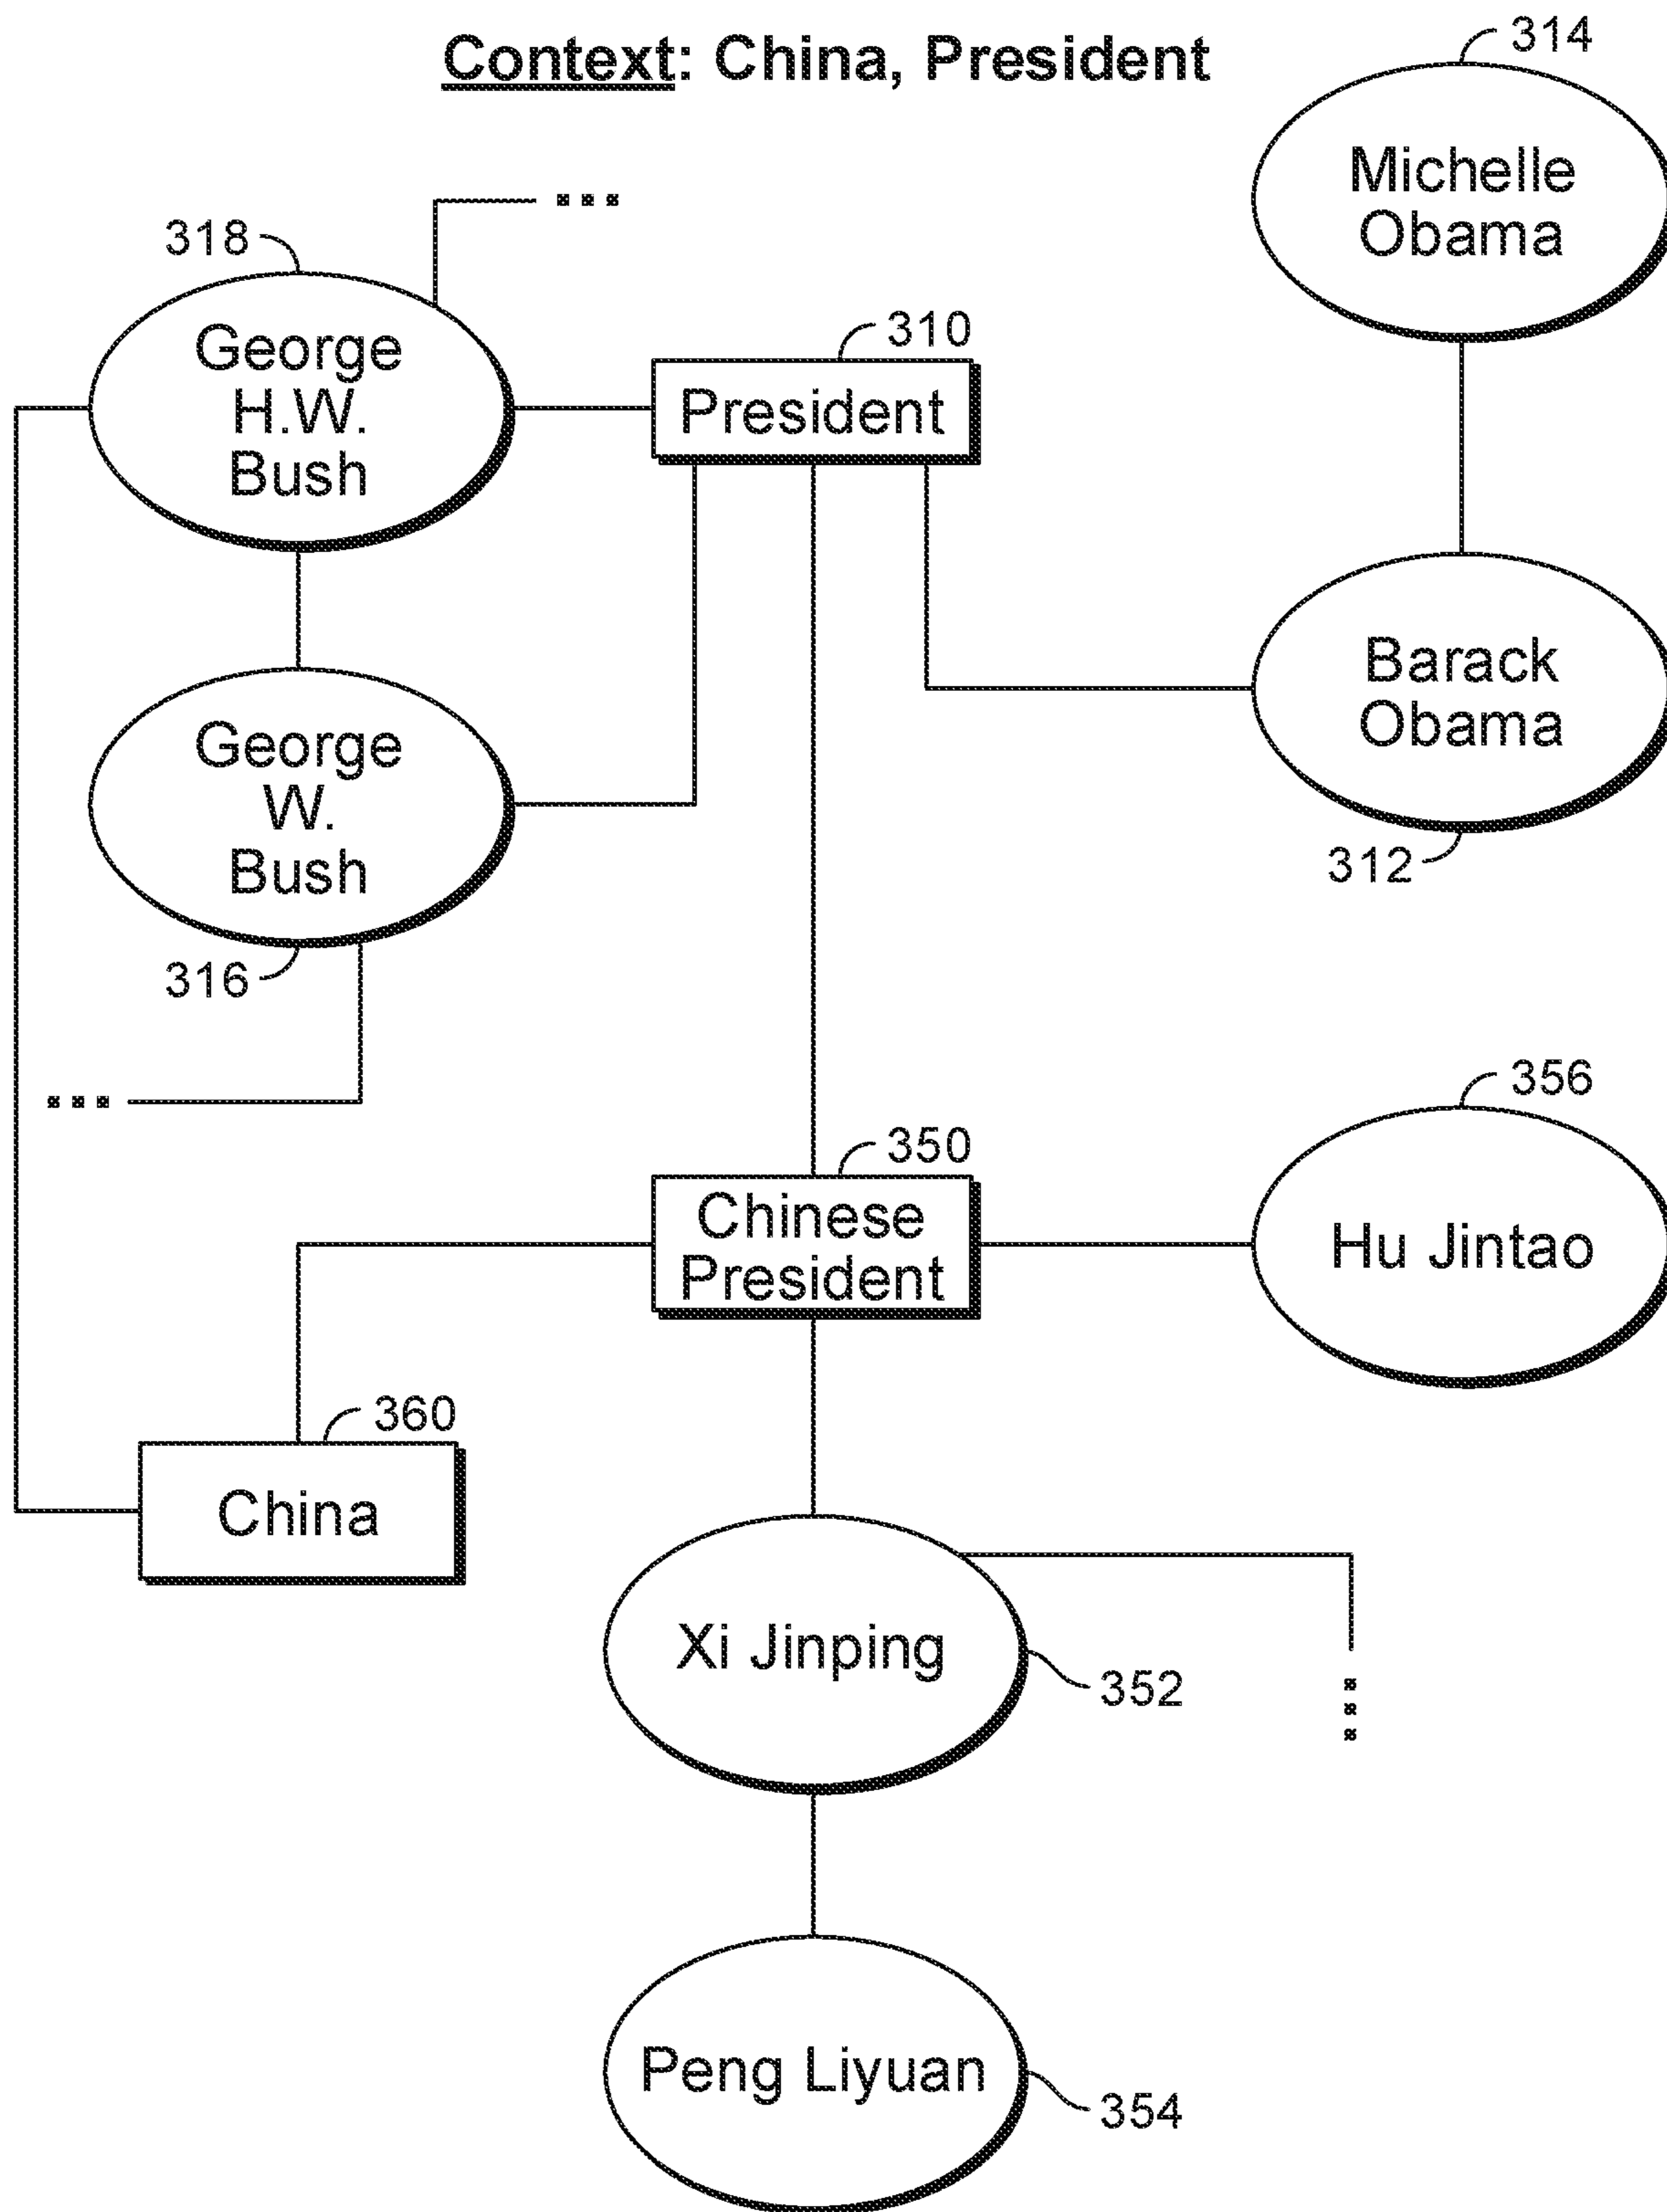 Context: China, President
314
Michelle
Obama
318
George
H.W.
Bush
310
President
Barack
Obama
312
George
W.
Bush
316
356
Hu Jintao
350
Chinese
President
360
China
Xi Jinping
352
Peng Liyuan
354